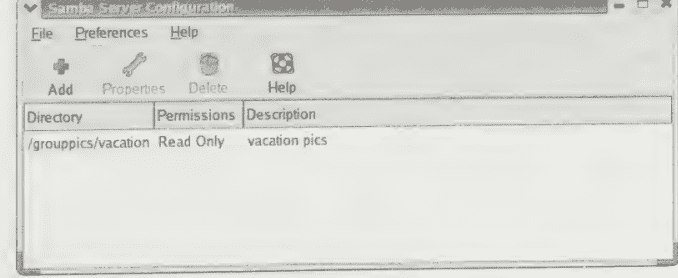 Samba Server Configuration
File Preferences Help
Add Properties Delete Help
Directory Permissions Description
/grouppics/vacation Read Only vacation pics